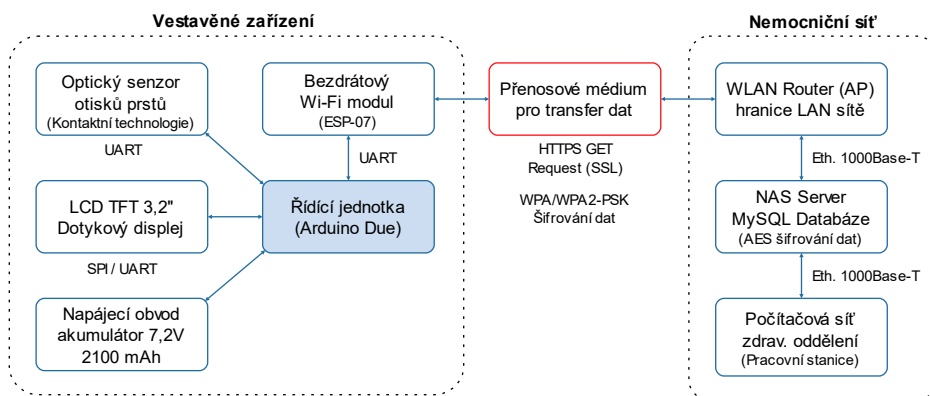 Vestavěné zařízení
Optický senzor
otisků prstů
(Kontaktní technologie)
UART
LCD TFT 3,2"
Dotykový displej
SPI / UART
Napájecí obvod
akumulátor 7,2V
2100 mAh
Bezdrátový
Wi-Fi modul
(ESP-07)
UART
Řídící jednotka
(Arduino Due)
Přenosové médium
pro transfer dat
HTTPS GET
Request (SSL)
WPA/WPA2-PSK
Šifrování dat
Nemocniční síť
WLAN Router (AP)
hranice LAN sítě
Eth. 1000Base-T
NAS Server
MySQL Databáze
(AES šifrování dat)
Eth. 1000Base-T
Počítačová síť
zdrav. oddělení
(Pracovní stanice)